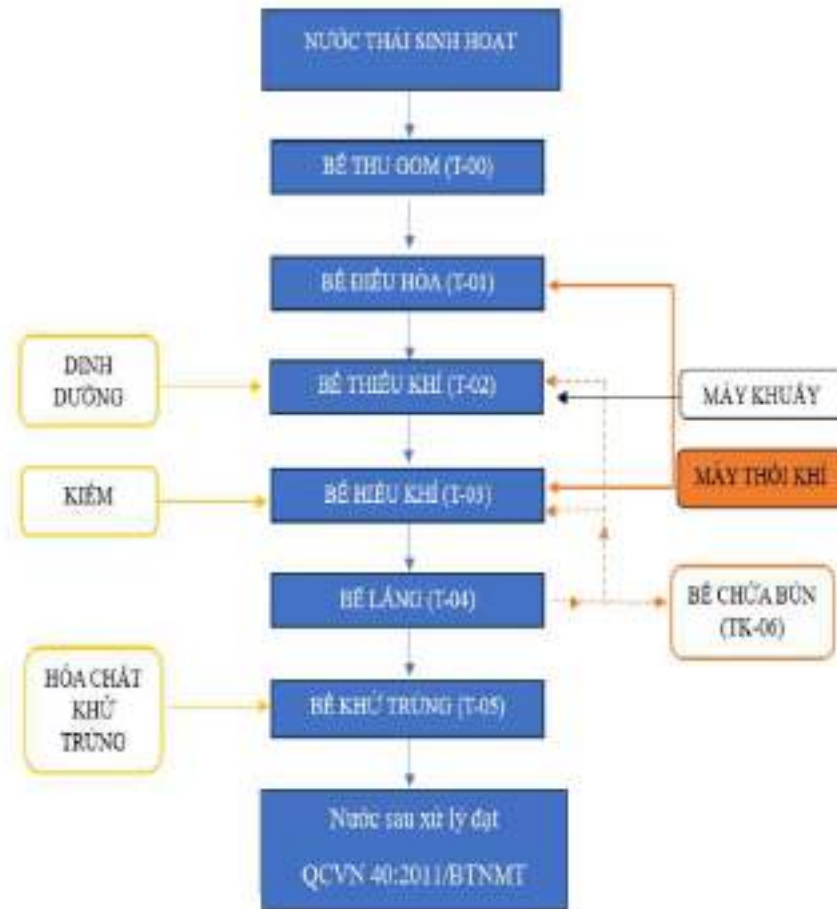 NƯỚC THẢI SINH HOẠT
BỂ THU GOM (T-00)
BỂ ĐIỀU HÒA (T-01)
DINH
DƯỠNG
BỂ THIẾU KHÍ (T-02)
MÁY KHUẤY
KIỀM
BỂ HIẾU KHÍ (T-03)
MÁY THỔI KHÍ
BỂ LẮNG (T-04)
BỂ CHỨA BÙN
(TK-06)
HÓA CHẤT
KHỬ
TRÙNG
BỂ KHỬ TRÙNG (T-05)
Nước sau xử lý đạt
QCVN 40:2011/BTNMT